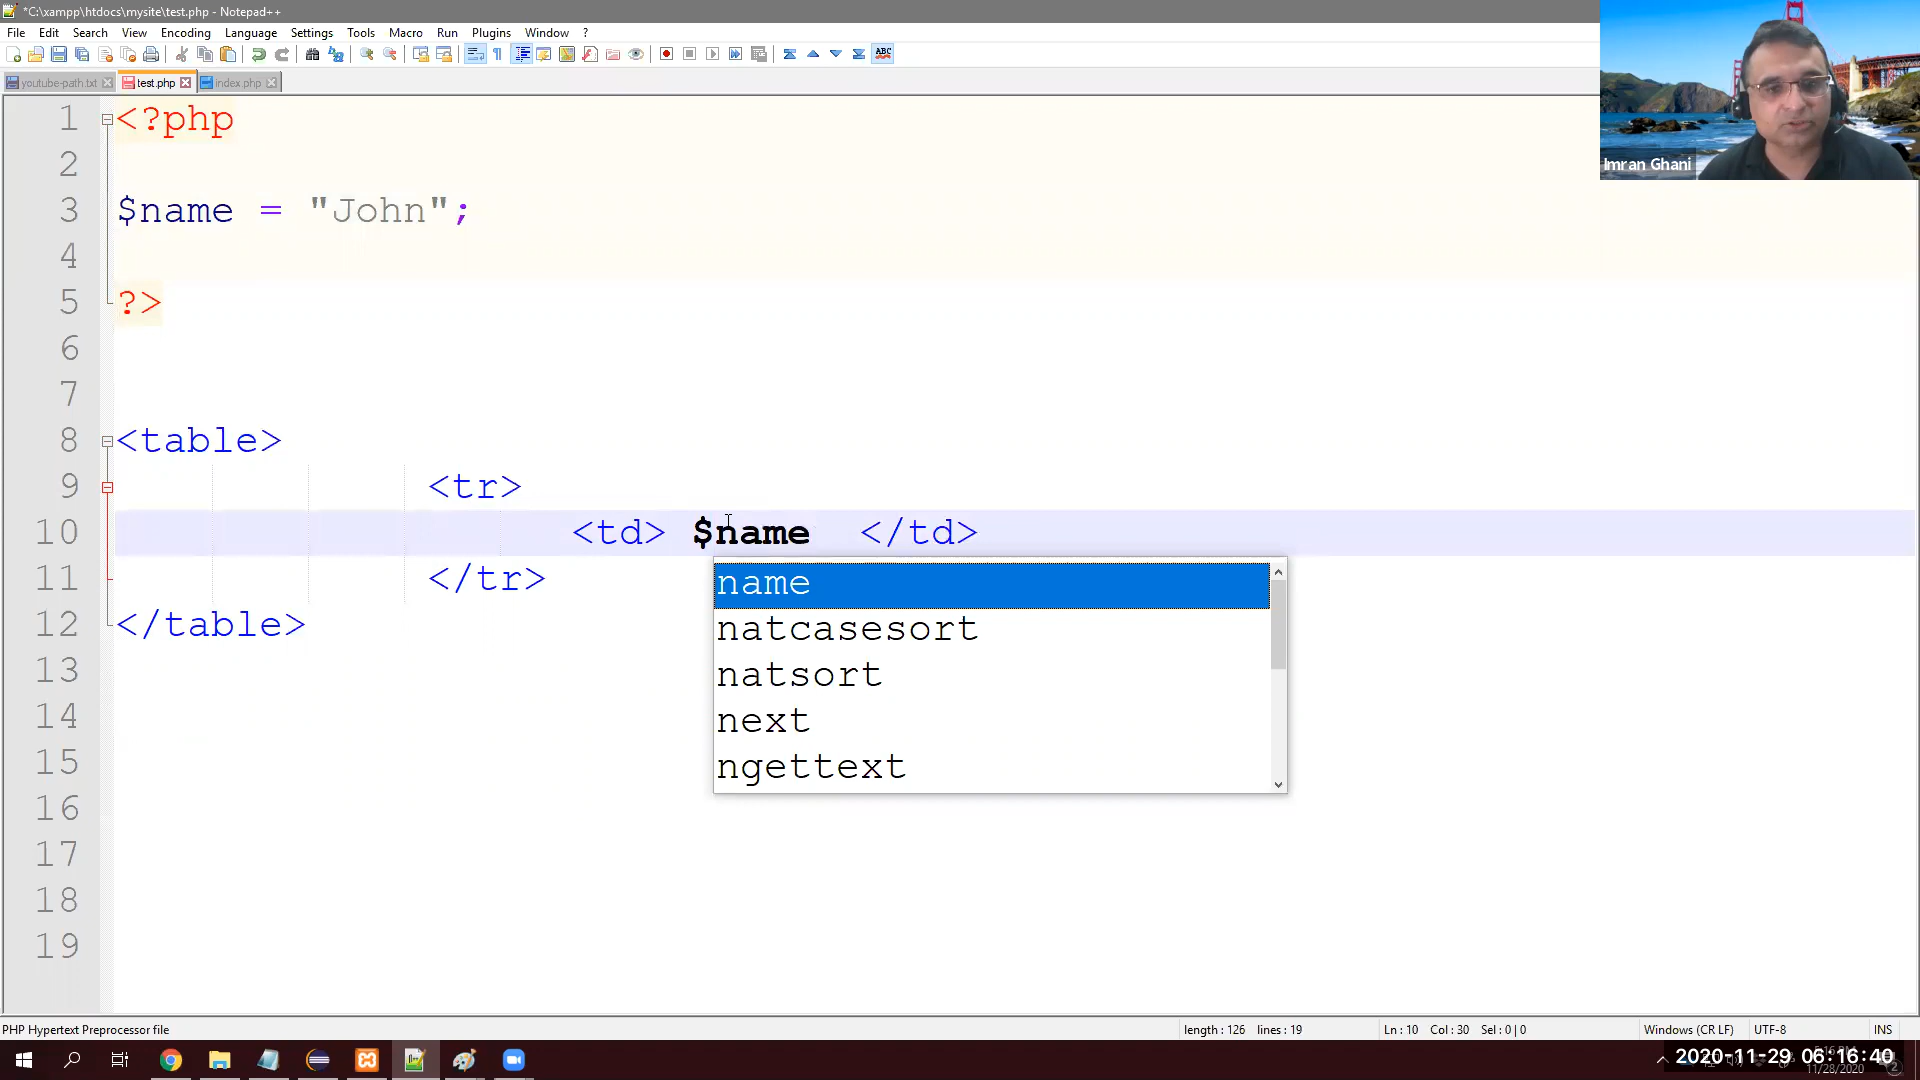 *C:\xampp\htdocs\mysite\test.php - Notepad++
File Edit Search View Encoding Language Settings Tools Macro Run Plugins Window ?
youtube-path.txt test.php index.php
1 <?php
2
3 $name = "John";
4
5 ?>
6
7
8 <table>
9 <tr>
10 <td> $name </td>
11 </tr>
12 </table>
13
14
15
16
17
18
19
name
natcasesort
natsort
next
ngettext
Imran Ghani
PHP Hypertext Preprocessor file length : 126 lines : 19 Ln : 10 Col : 30 Sel : 0 | 0 Windows (CR LF) UTF-8 INS
2020-11-29 06:16:40
11/28/2020